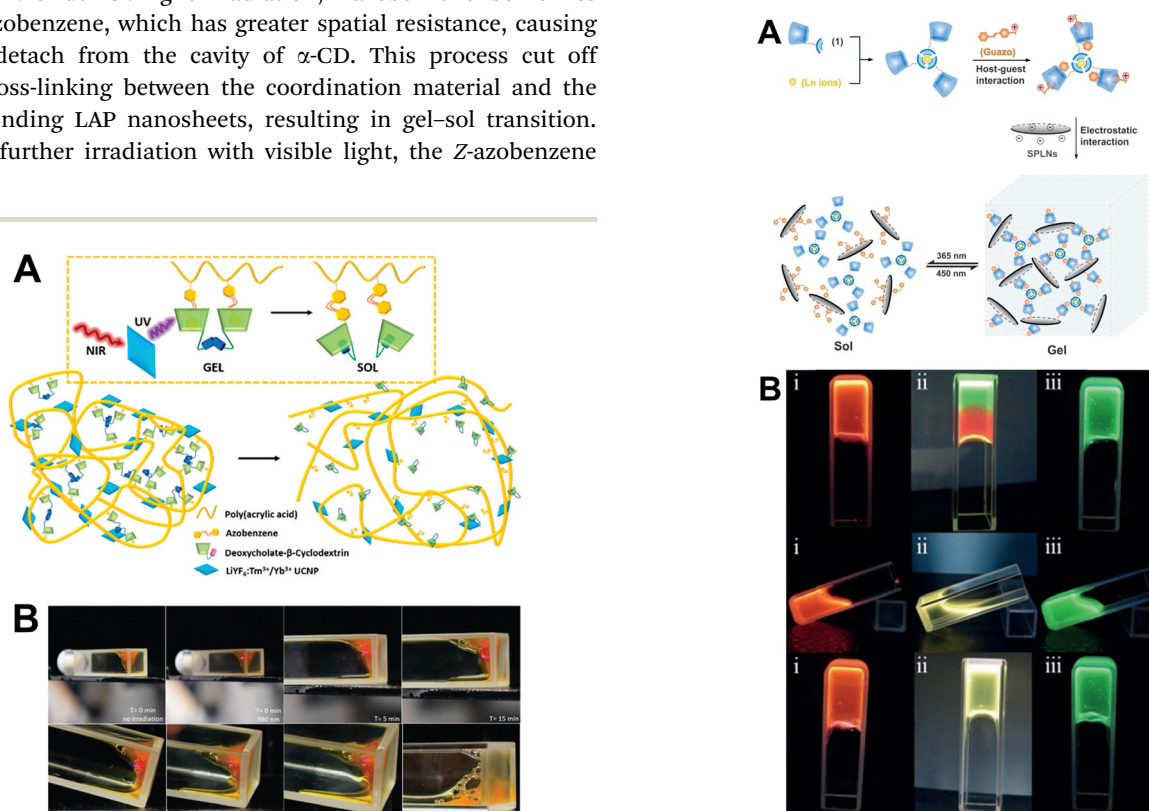 zobenzene, which has greater spatial resistance, causing
detach from the cavity of α-CD. This process cut off
oss-linking between the coordination material and the
nding LAP nanosheets, resulting in gel–sol transition.
further irradiation with visible light, the Z-azobenzene
A
NIR
UV
GEL
SOL
Poly(acrylic acid)
Azobenzene
Deoxycholate-β-Cyclodextrin
LiYF₄:Tm³⁺/Yb³⁺ UCNP
B
T= 0 min
no irradiation
T= 0 min
980 nm
T= 5 min
T= 15 min
A
(1)
(Ln ions)
(Guazo)
Host-guest
interaction
SPLNs
Electrostatic
interaction
365 nm
450 nm
Sol
Gel
B
i
ii
iii
i
ii
iii
i
ii
iii